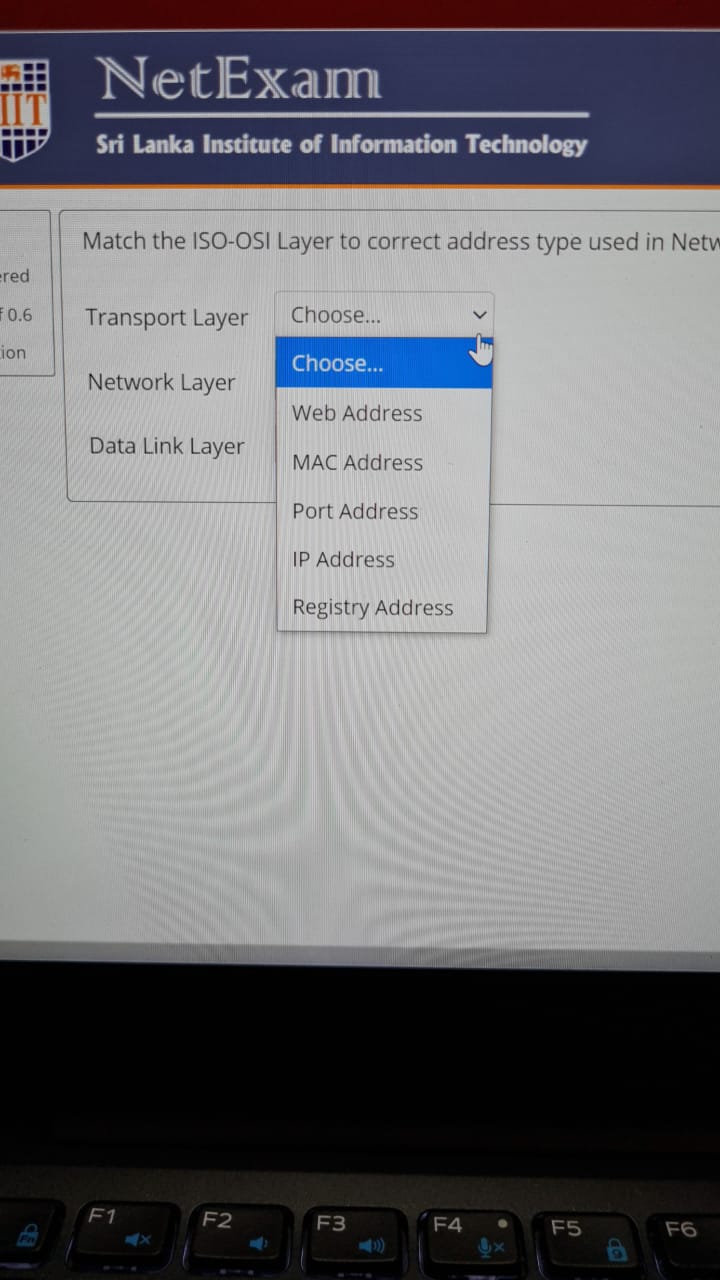 IIT
NetExam
Sri Lanka Institute of Information Technology
ered
f 0.6
ion
Match the ISO-OSI Layer to correct address type used in Netw
Transport Layer
Choose...
Choose...
Network Layer
Web Address
Data Link Layer
MAC Address
Port Address
IP Address
Registry Address
Fn
F1
F2
F3
F4
F5
F6